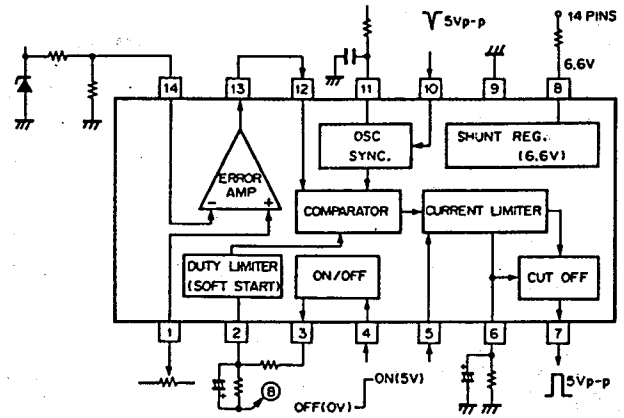 5Vp-p
14 PINS
6.6V
14
13
12
11
10
9
8
OSC
SYNC.
SHUNT REG.
(6.6V)
ERROR
AMP
- +
COMPARATOR
CURRENT LIMITER
DUTY LIMITER
(SOFT START)
ON/OFF
CUT OFF
1
2
3
4
5
6
7
+
B
ON(5V)
OFF(0V)
+
5Vp-p